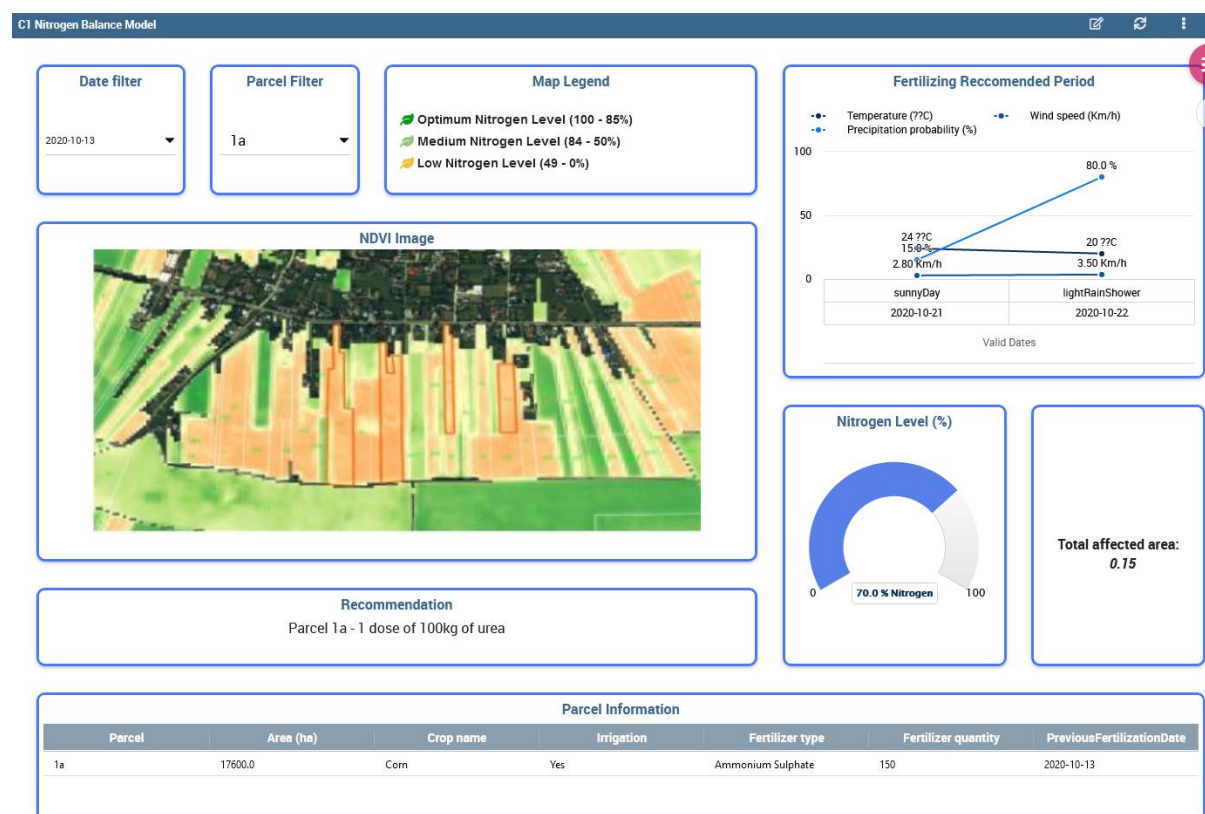 C1 Nitrogen Balance Model
Date filter
2020-10-13
Parcel Filter
1a
Map Legend
Optimum Nitrogen Level (100 - 85%)
Medium Nitrogen Level (84 - 50%)
Low Nitrogen Level (49 - 0%)
Fertilizing Reccomended Period
Temperature (??C)
Wind speed (Km/h)
Precipitation probability (%)
100
50
0
80.0 %
24 ??C
15.0 %
2.80 Km/h
20 ??C
3.50 Km/h
sunnyDay
lightRainShower
2020-10-21
2020-10-22
Valid Dates
NDVI Image
Nitrogen Level (%)
0
70.0 % Nitrogen
100
Total affected area:
0.15
Recommendation
Parcel 1a - 1 dose of 100kg of urea
Parcel Information
Parcel Area (ha) Crop name Irrigation Fertilizer type Fertilizer quantity PreviousFertilizationDate
1a 17600.0 Corn Yes Ammonium Sulphate 150 2020-10-13